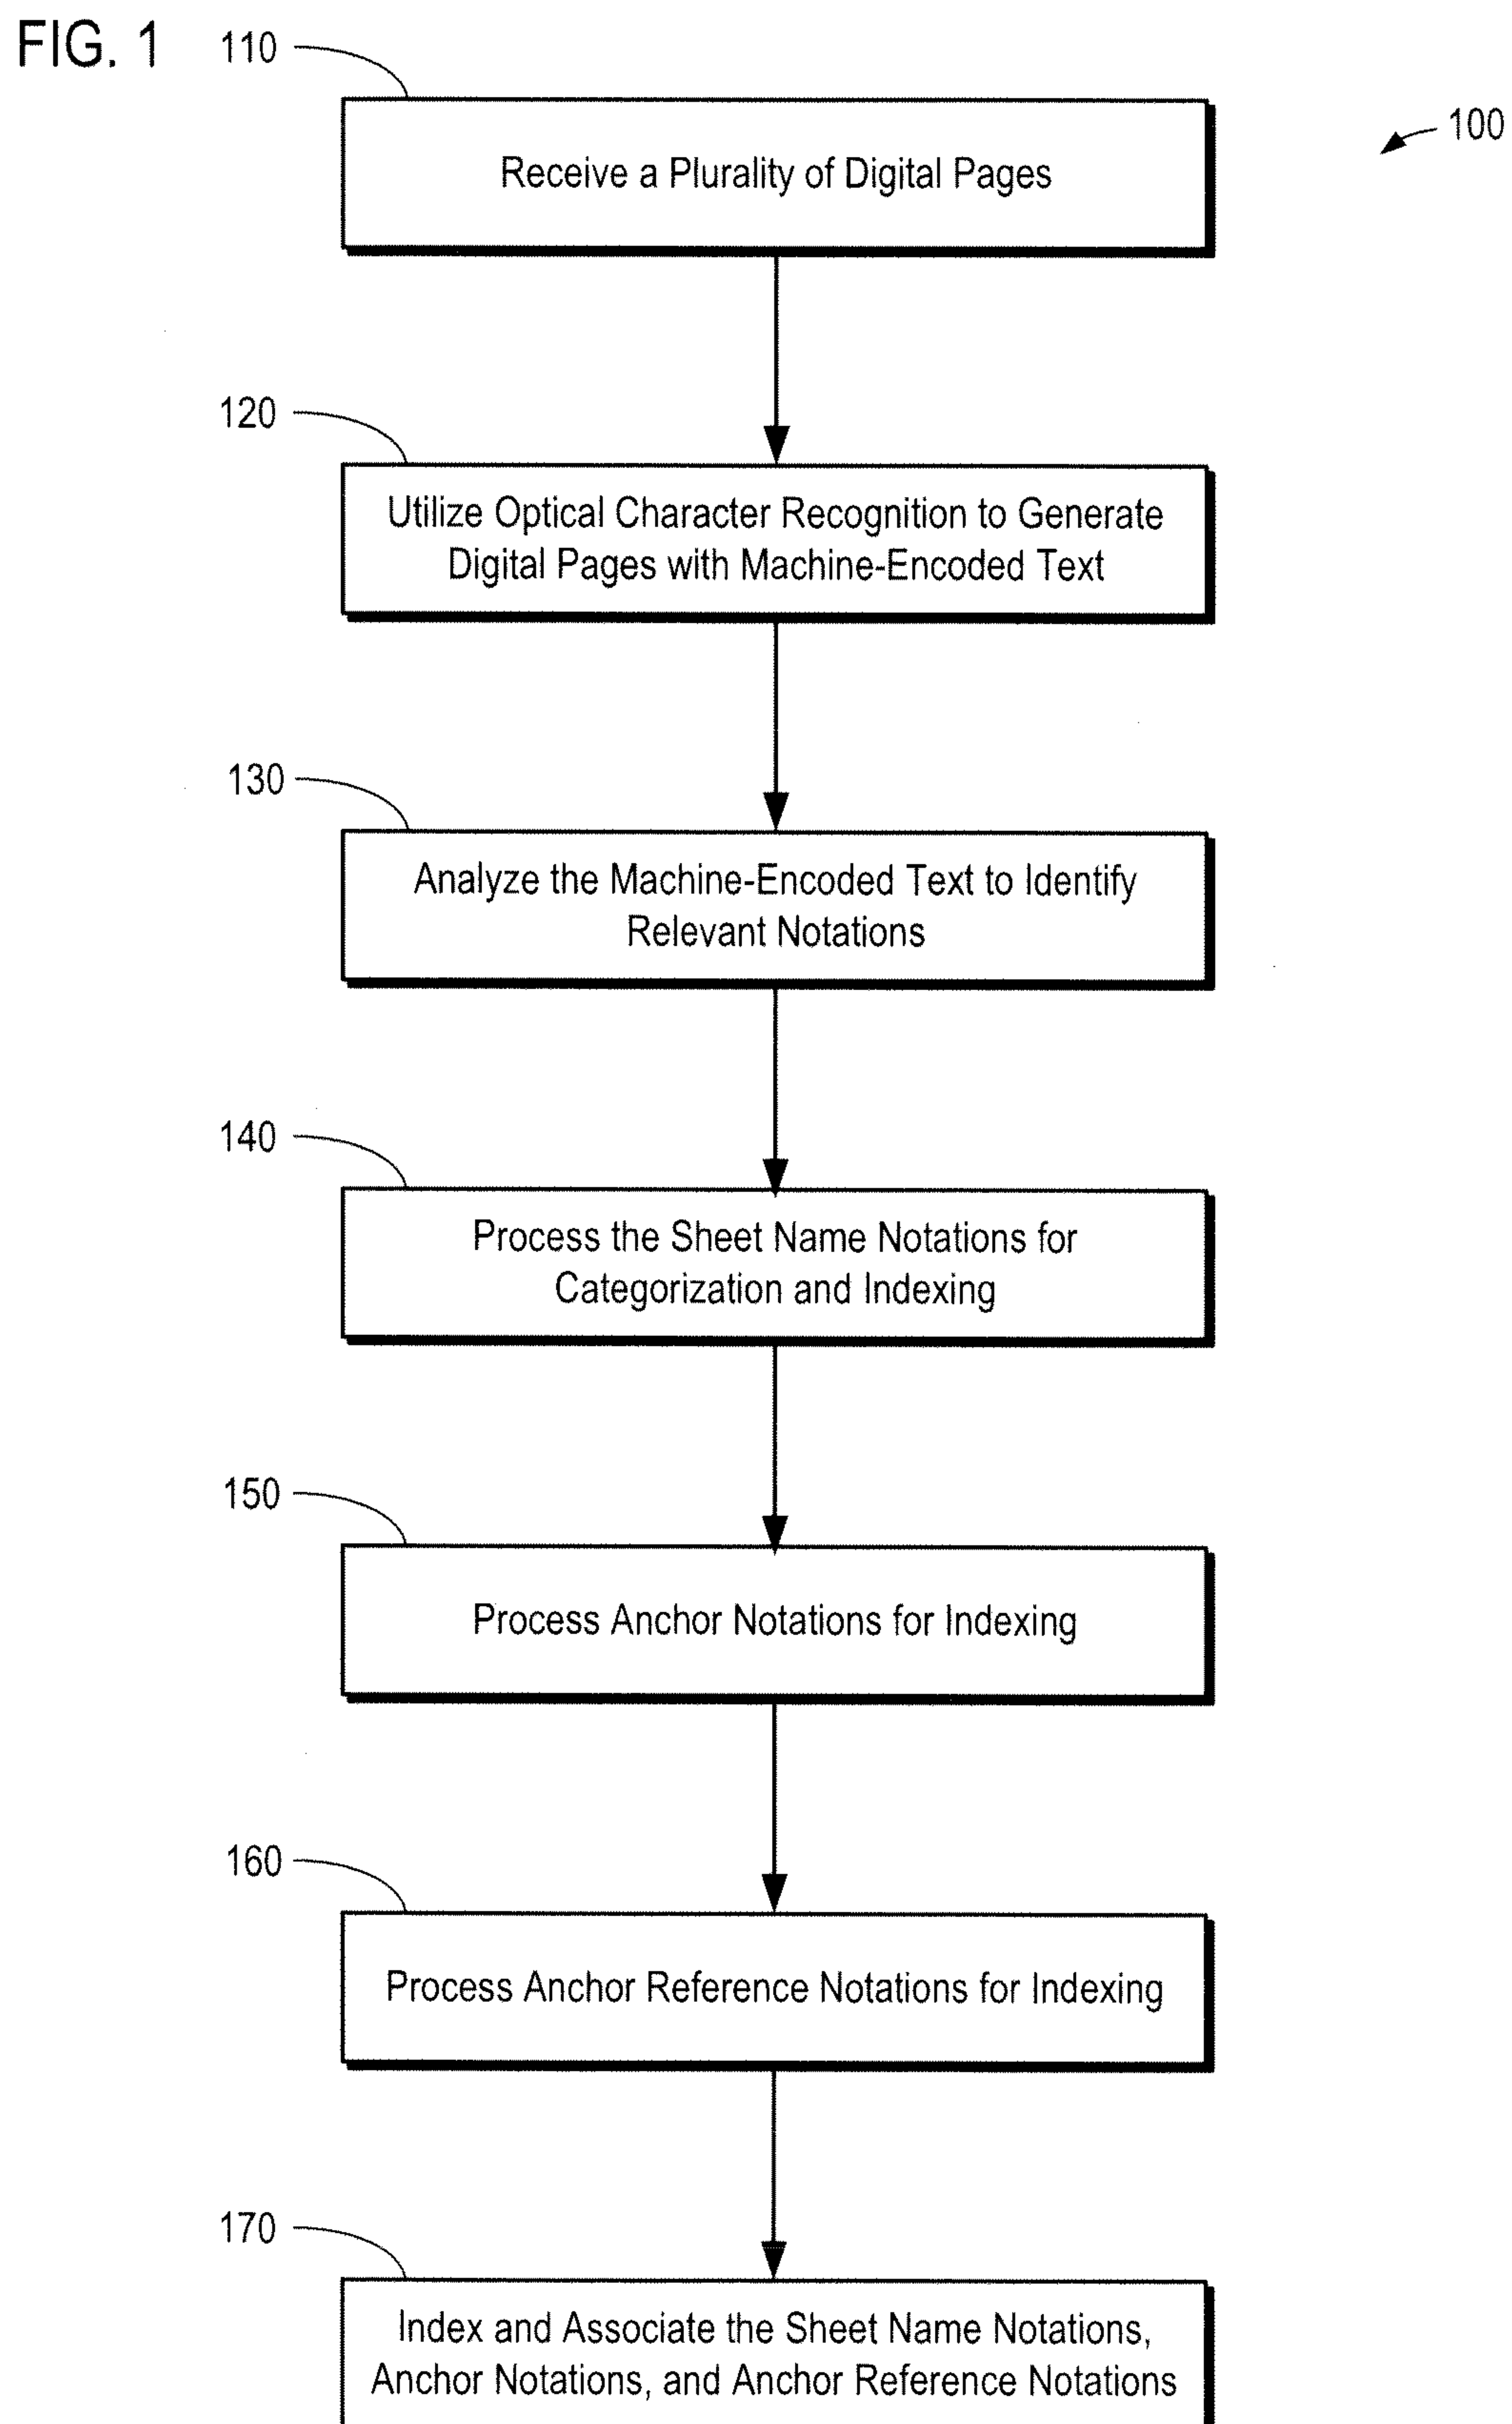 FIG. 1
110
100
Receive a Plurality of Digital Pages
120
Utilize Optical Character Recognition to Generate
Digital Pages with Machine-Encoded Text
130
Analyze the Machine-Encoded Text to Identify
Relevant Notations
140
Process the Sheet Name Notations for
Categorization and Indexing
150
Process Anchor Notations for Indexing
160
Process Anchor Reference Notations for Indexing
170
Index and Associate the Sheet Name Notations,
Anchor Notations, and Anchor Reference Notations